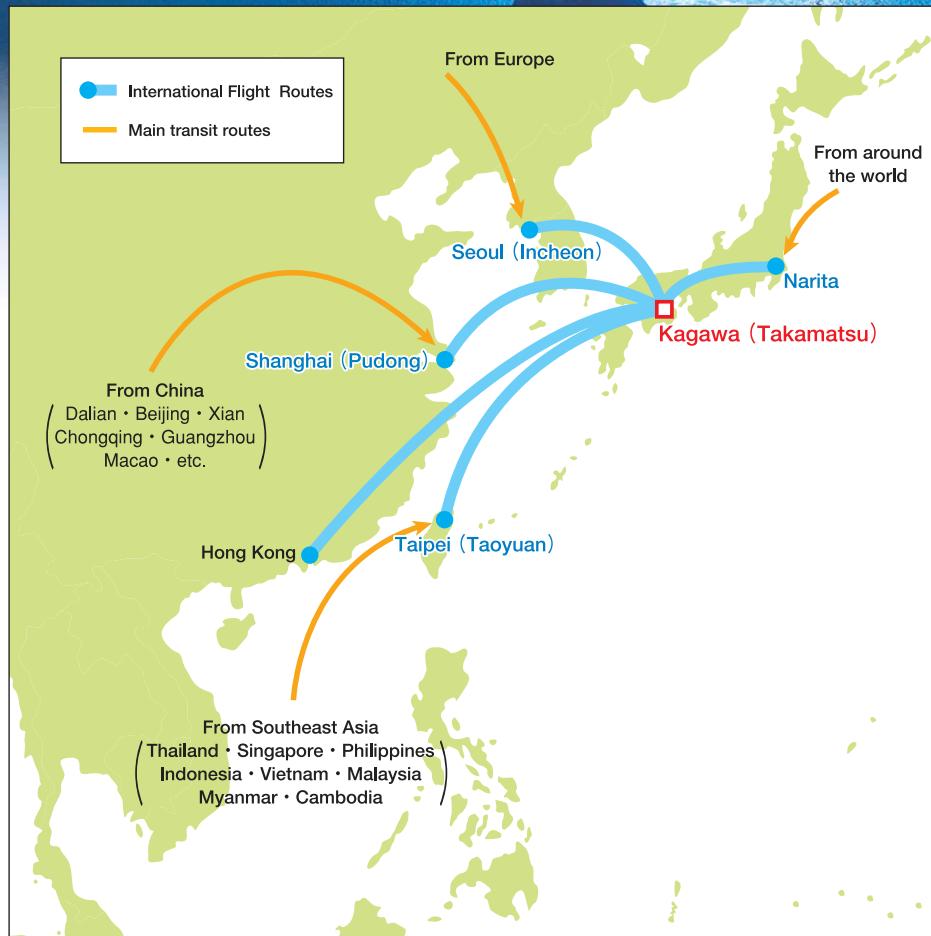 International Flight Routes
Main transit routes
From Europe
From around
the world
Seoul (Incheon)
Narita
Kagawa (Takamatsu)
Shanghai (Pudong)
From China
Dalian・Beijing・Xian
Chongqing・Guangzhou
Macao・etc.
Hong Kong
Taipei (Taoyuan)
From Southeast Asia
Thailand・Singapore・Philippines
Indonesia・Vietnam・Malaysia
Myanmar・Cambodia